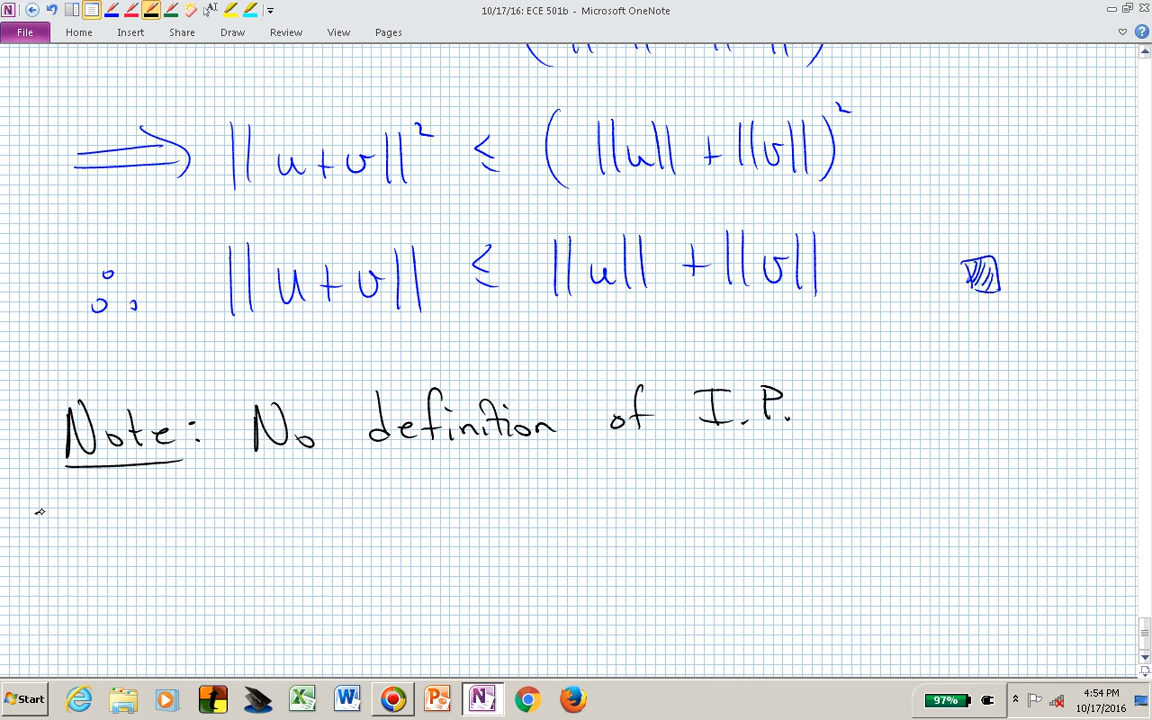 10/17/16: ECE 501b - Microsoft OneNote
File Home Insert Share Draw Review View Pages
⟹ ||u+v||² ≤ (||u|| + ||v||)²
∴ ||u+v|| ≤ ||u|| + ||v||
Note: No definition of I.P.
Start
97%
4:54 PM
10/17/2016